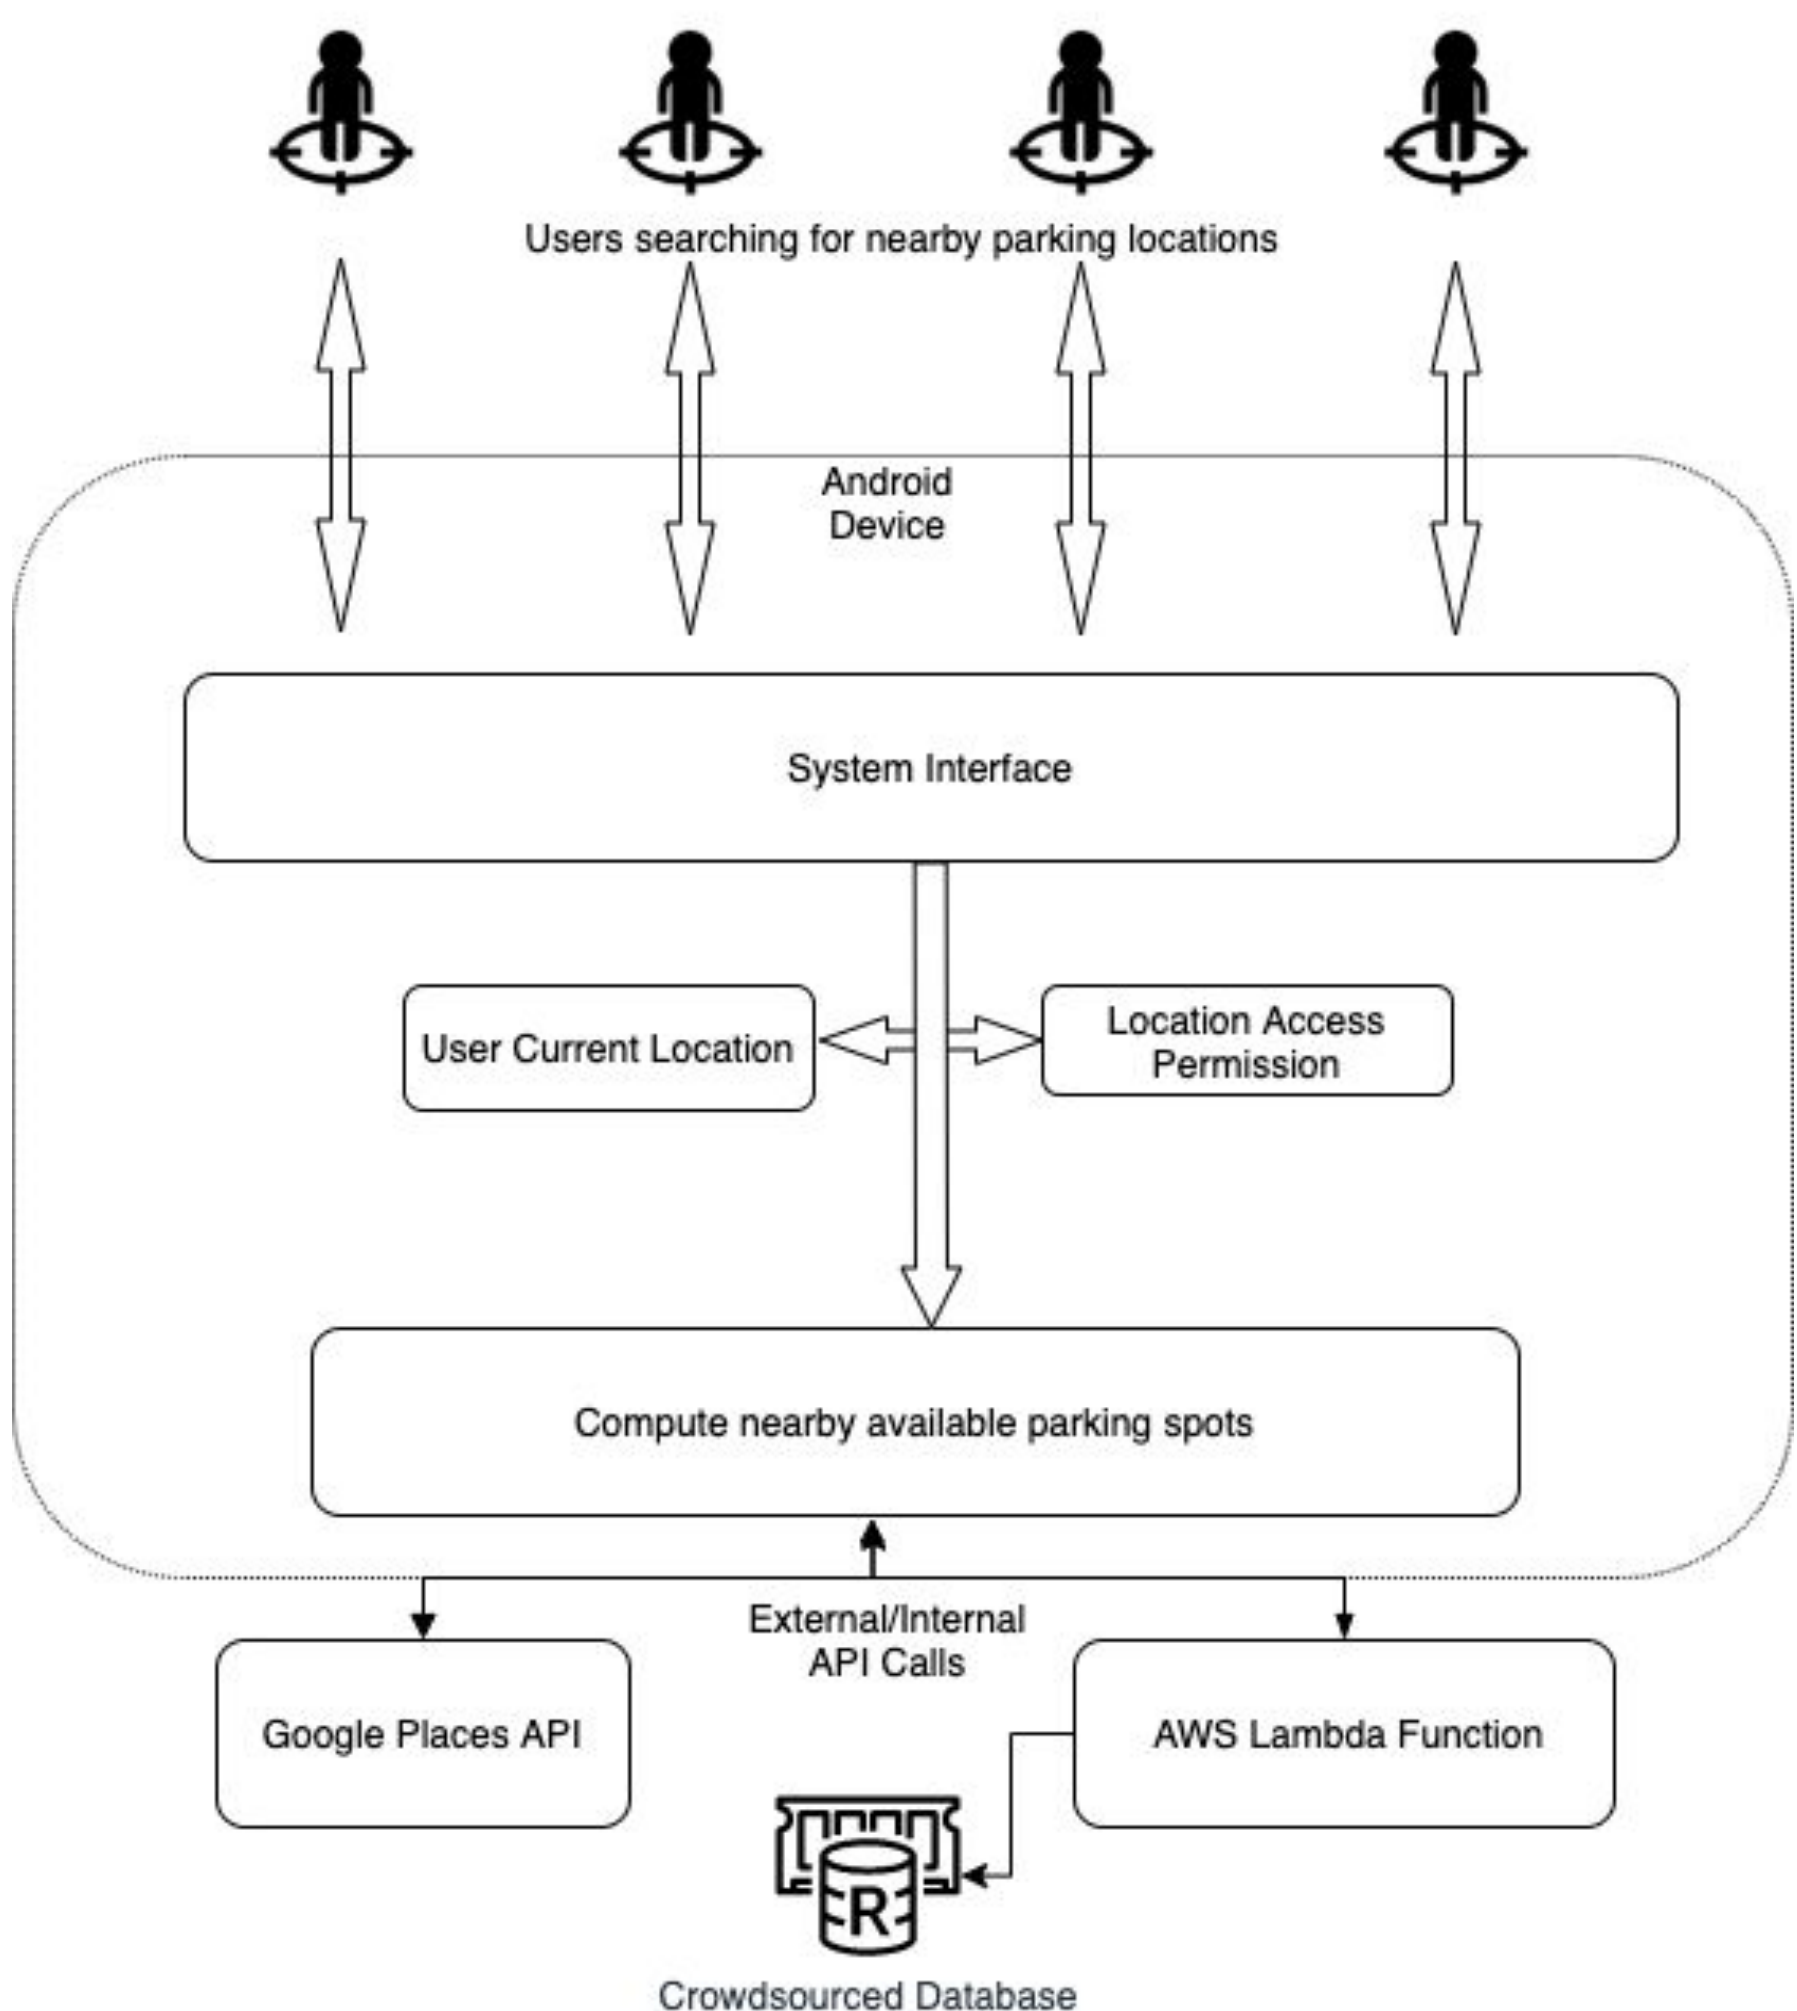 Users searching for nearby parking locations
Android
Device
System Interface
User Current Location
Location Access
Permission
Compute nearby available parking spots
External/Internal
API Calls
Google Places API
AWS Lambda Function
R
Crowdsourced Database